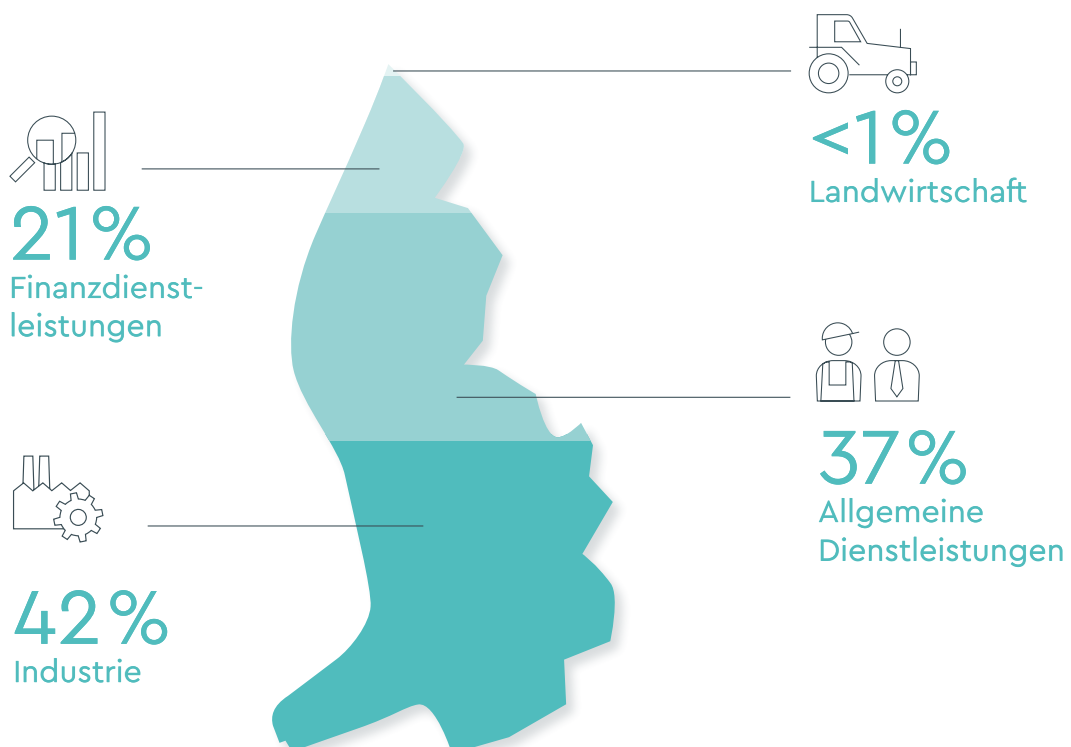 <1%
Landwirtschaft
21%
Finanzdienst-
leistungen
37%
Allgemeine
Dienstleistungen
42%
Industrie